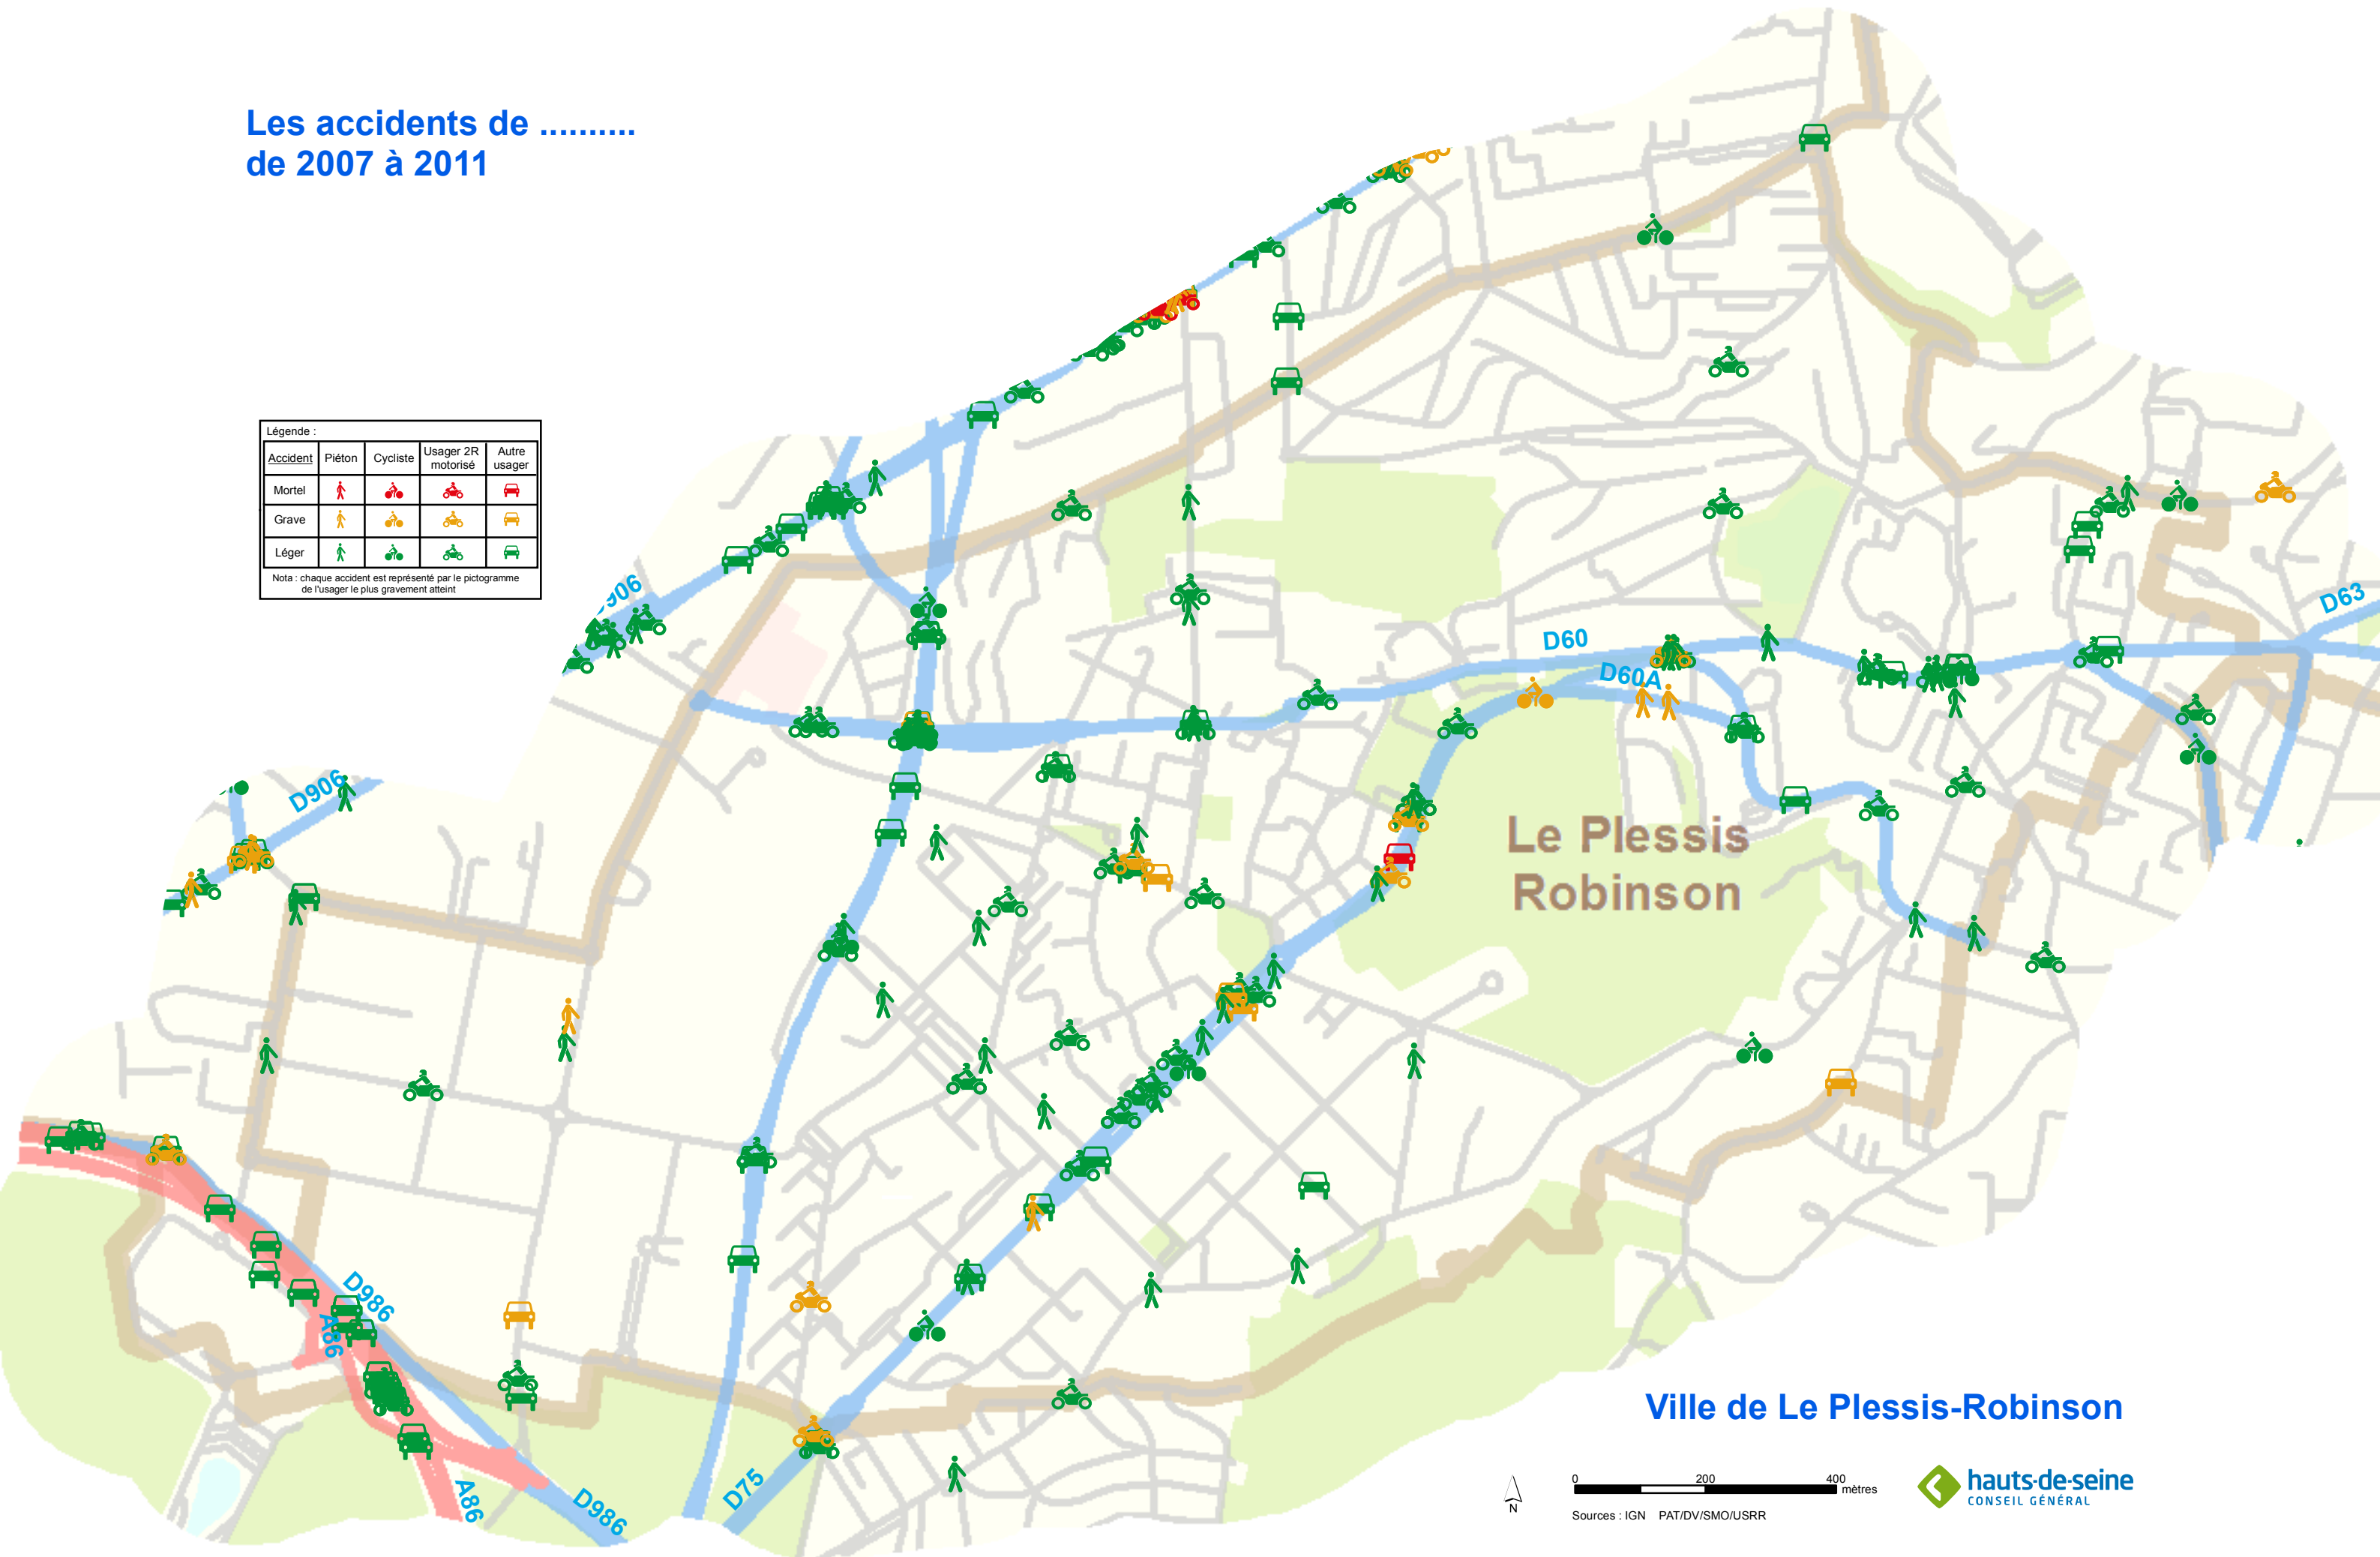 Les accidents de ..........
de 2007 à 2011
Légende :
Accident Piéton Cycliste Usager 2R motorisé Autre usager
Mortel
Grave
Léger
Nota : chaque accident est représenté par le pictogramme
de l'usager le plus gravement atteint
D63
D60
D60A
D906
Le Plessis
Robinson
D986
A86
A86
D986
D75
Ville de Le Plessis-Robinson
N
0 200 400
mètres
Sources : IGN PAT/DV/SMO/USRR
hauts-de-seine
CONSEIL GÉNÉRAL